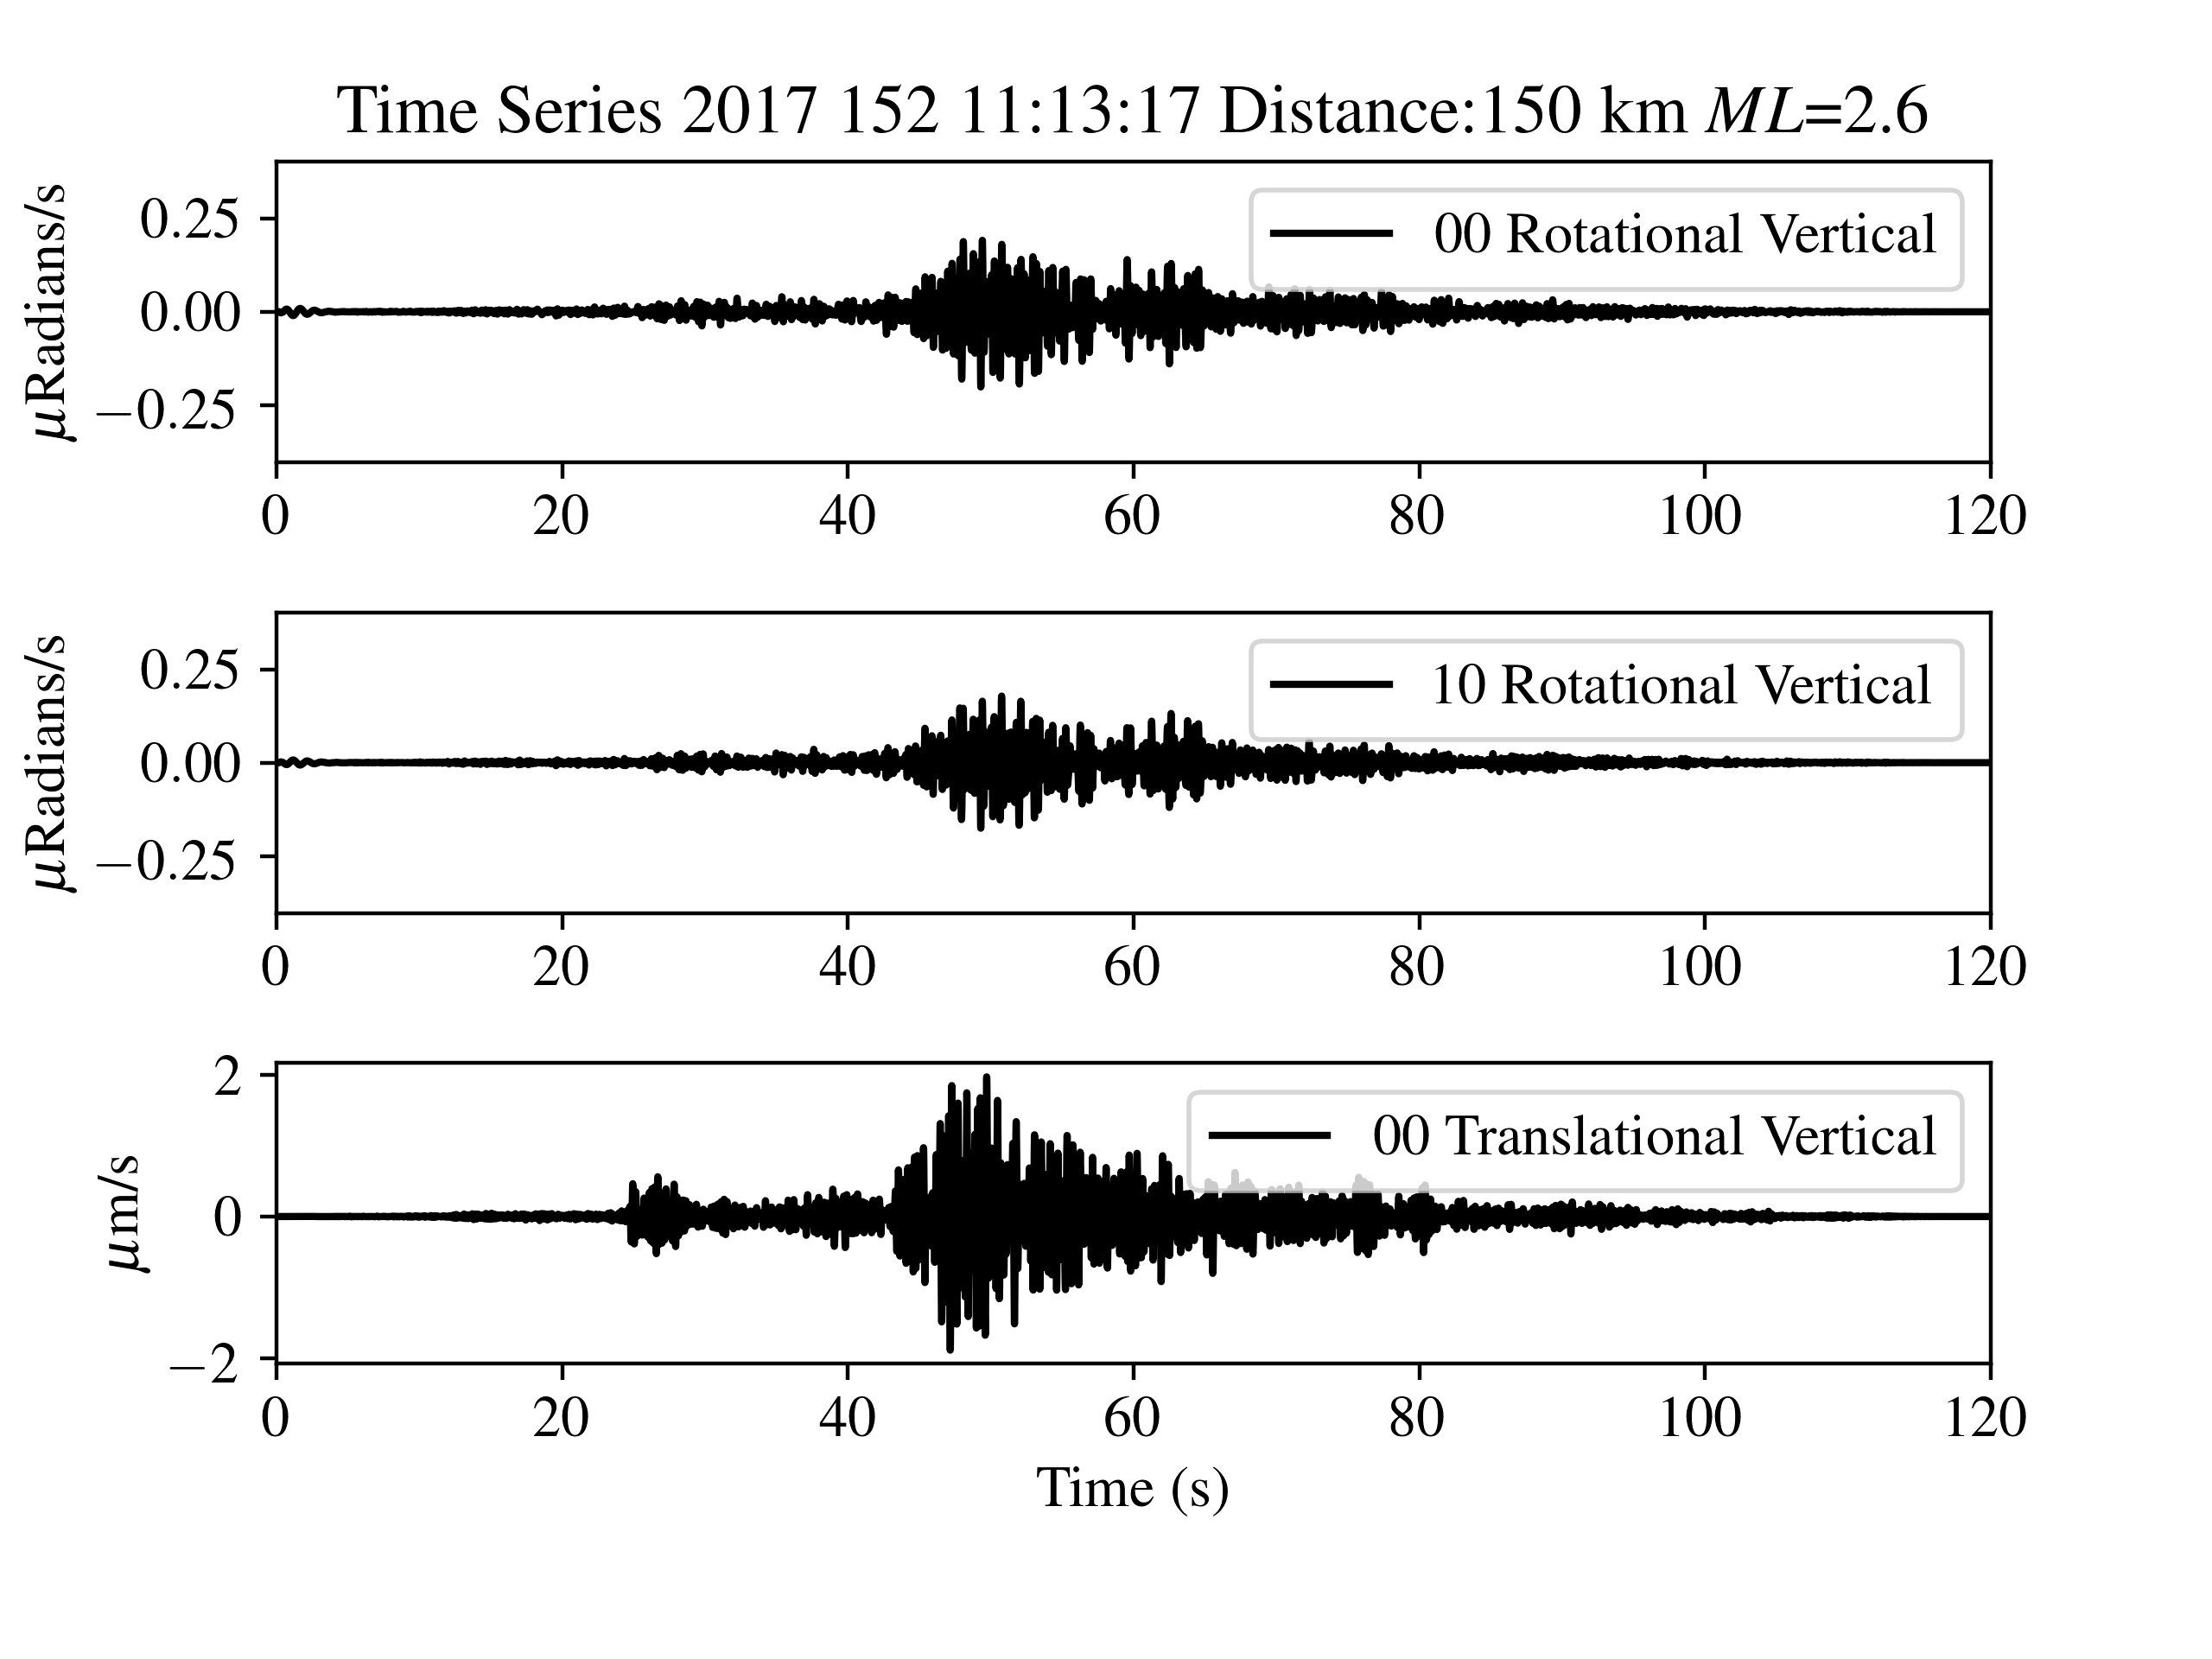 Time Series 2017 152 11:13:17 Distance:150 km ML=2.6
μRadians/s
0.25
0.00
−0.25
00 Rotational Vertical
0 20 40 60 80 100 120
μRadians/s
0.25
0.00
−0.25
10 Rotational Vertical
0 20 40 60 80 100 120
μm/s
2
0
−2
00 Translational Vertical
0 20 40 60 80 100 120
Time (s)